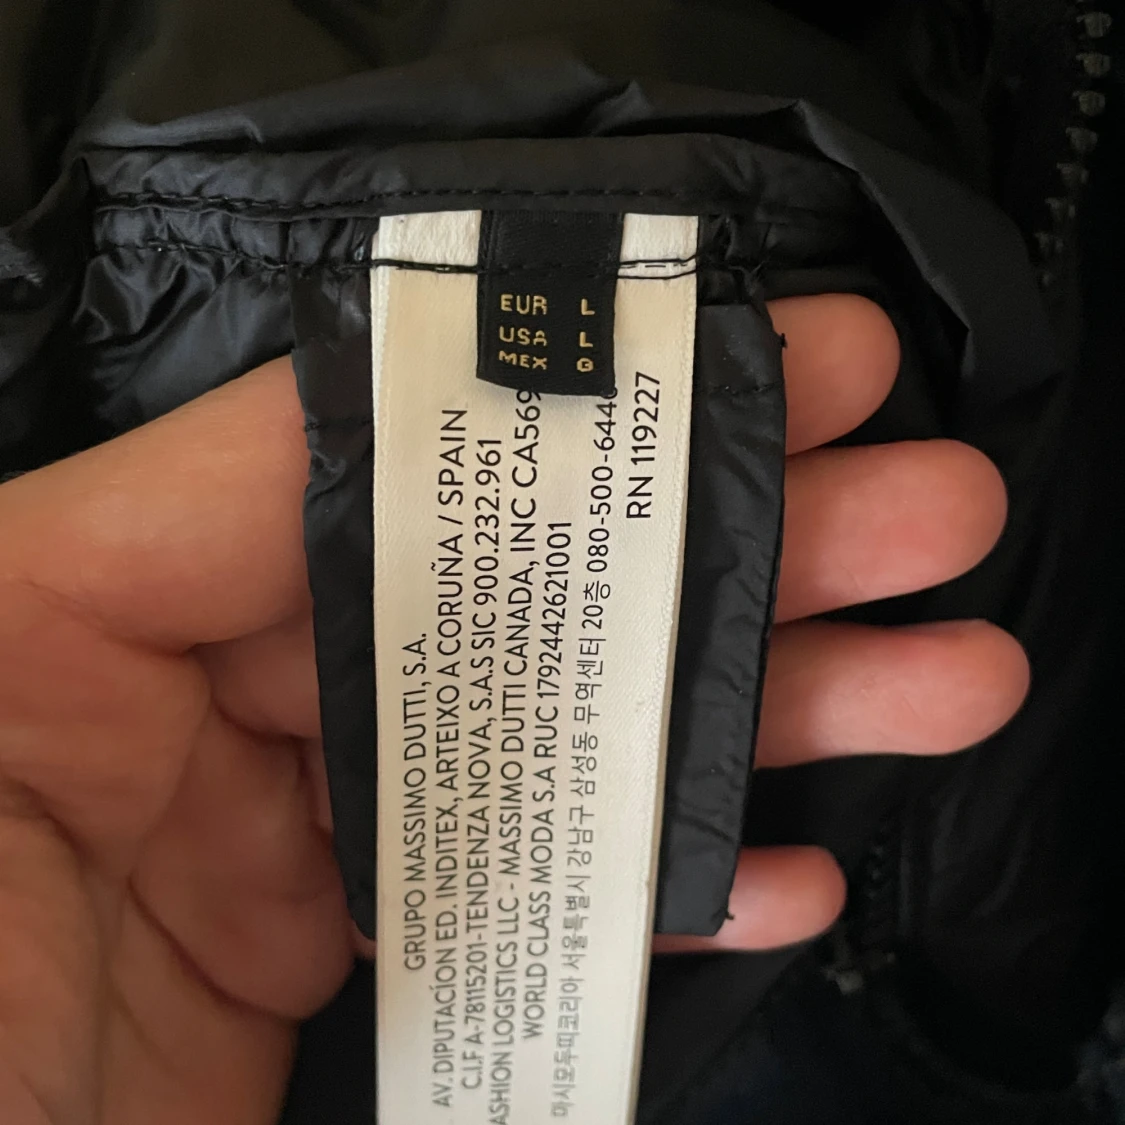 EUR L
USA L
MEX G
GRUPO MASSIMO DUTTI, S.A.
AV. DIPUTACÍON ED. INDITEX, ARTEIXO A CORUÑA / SPAIN
C.I.F A-78115201-TENDENZA NOVA, S.A.S SIC 900.232.961
ASHION LOGISTICS LLC - MASSIMO DUTTI CANADA, INC CA569
WORLD CLASS MODA S.A RUC 1792442621001
마시모두띠코리아 서울특별시 강남구 삼성동 무역센터 20층 080-500-644
RN 119227